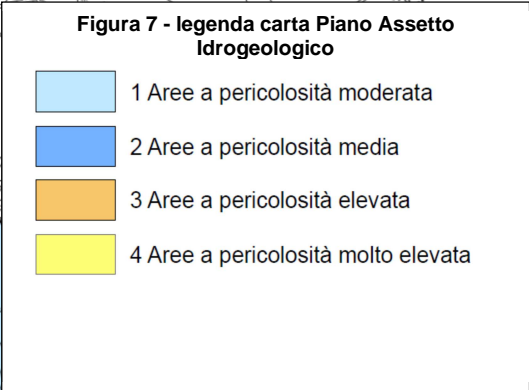 Figura 7 - legenda carta Piano Assetto
Idrogeologico
1 Aree a pericolosità moderata
2 Aree a pericolosità media
3 Aree a pericolosità elevata
4 Aree a pericolosità molto elevata